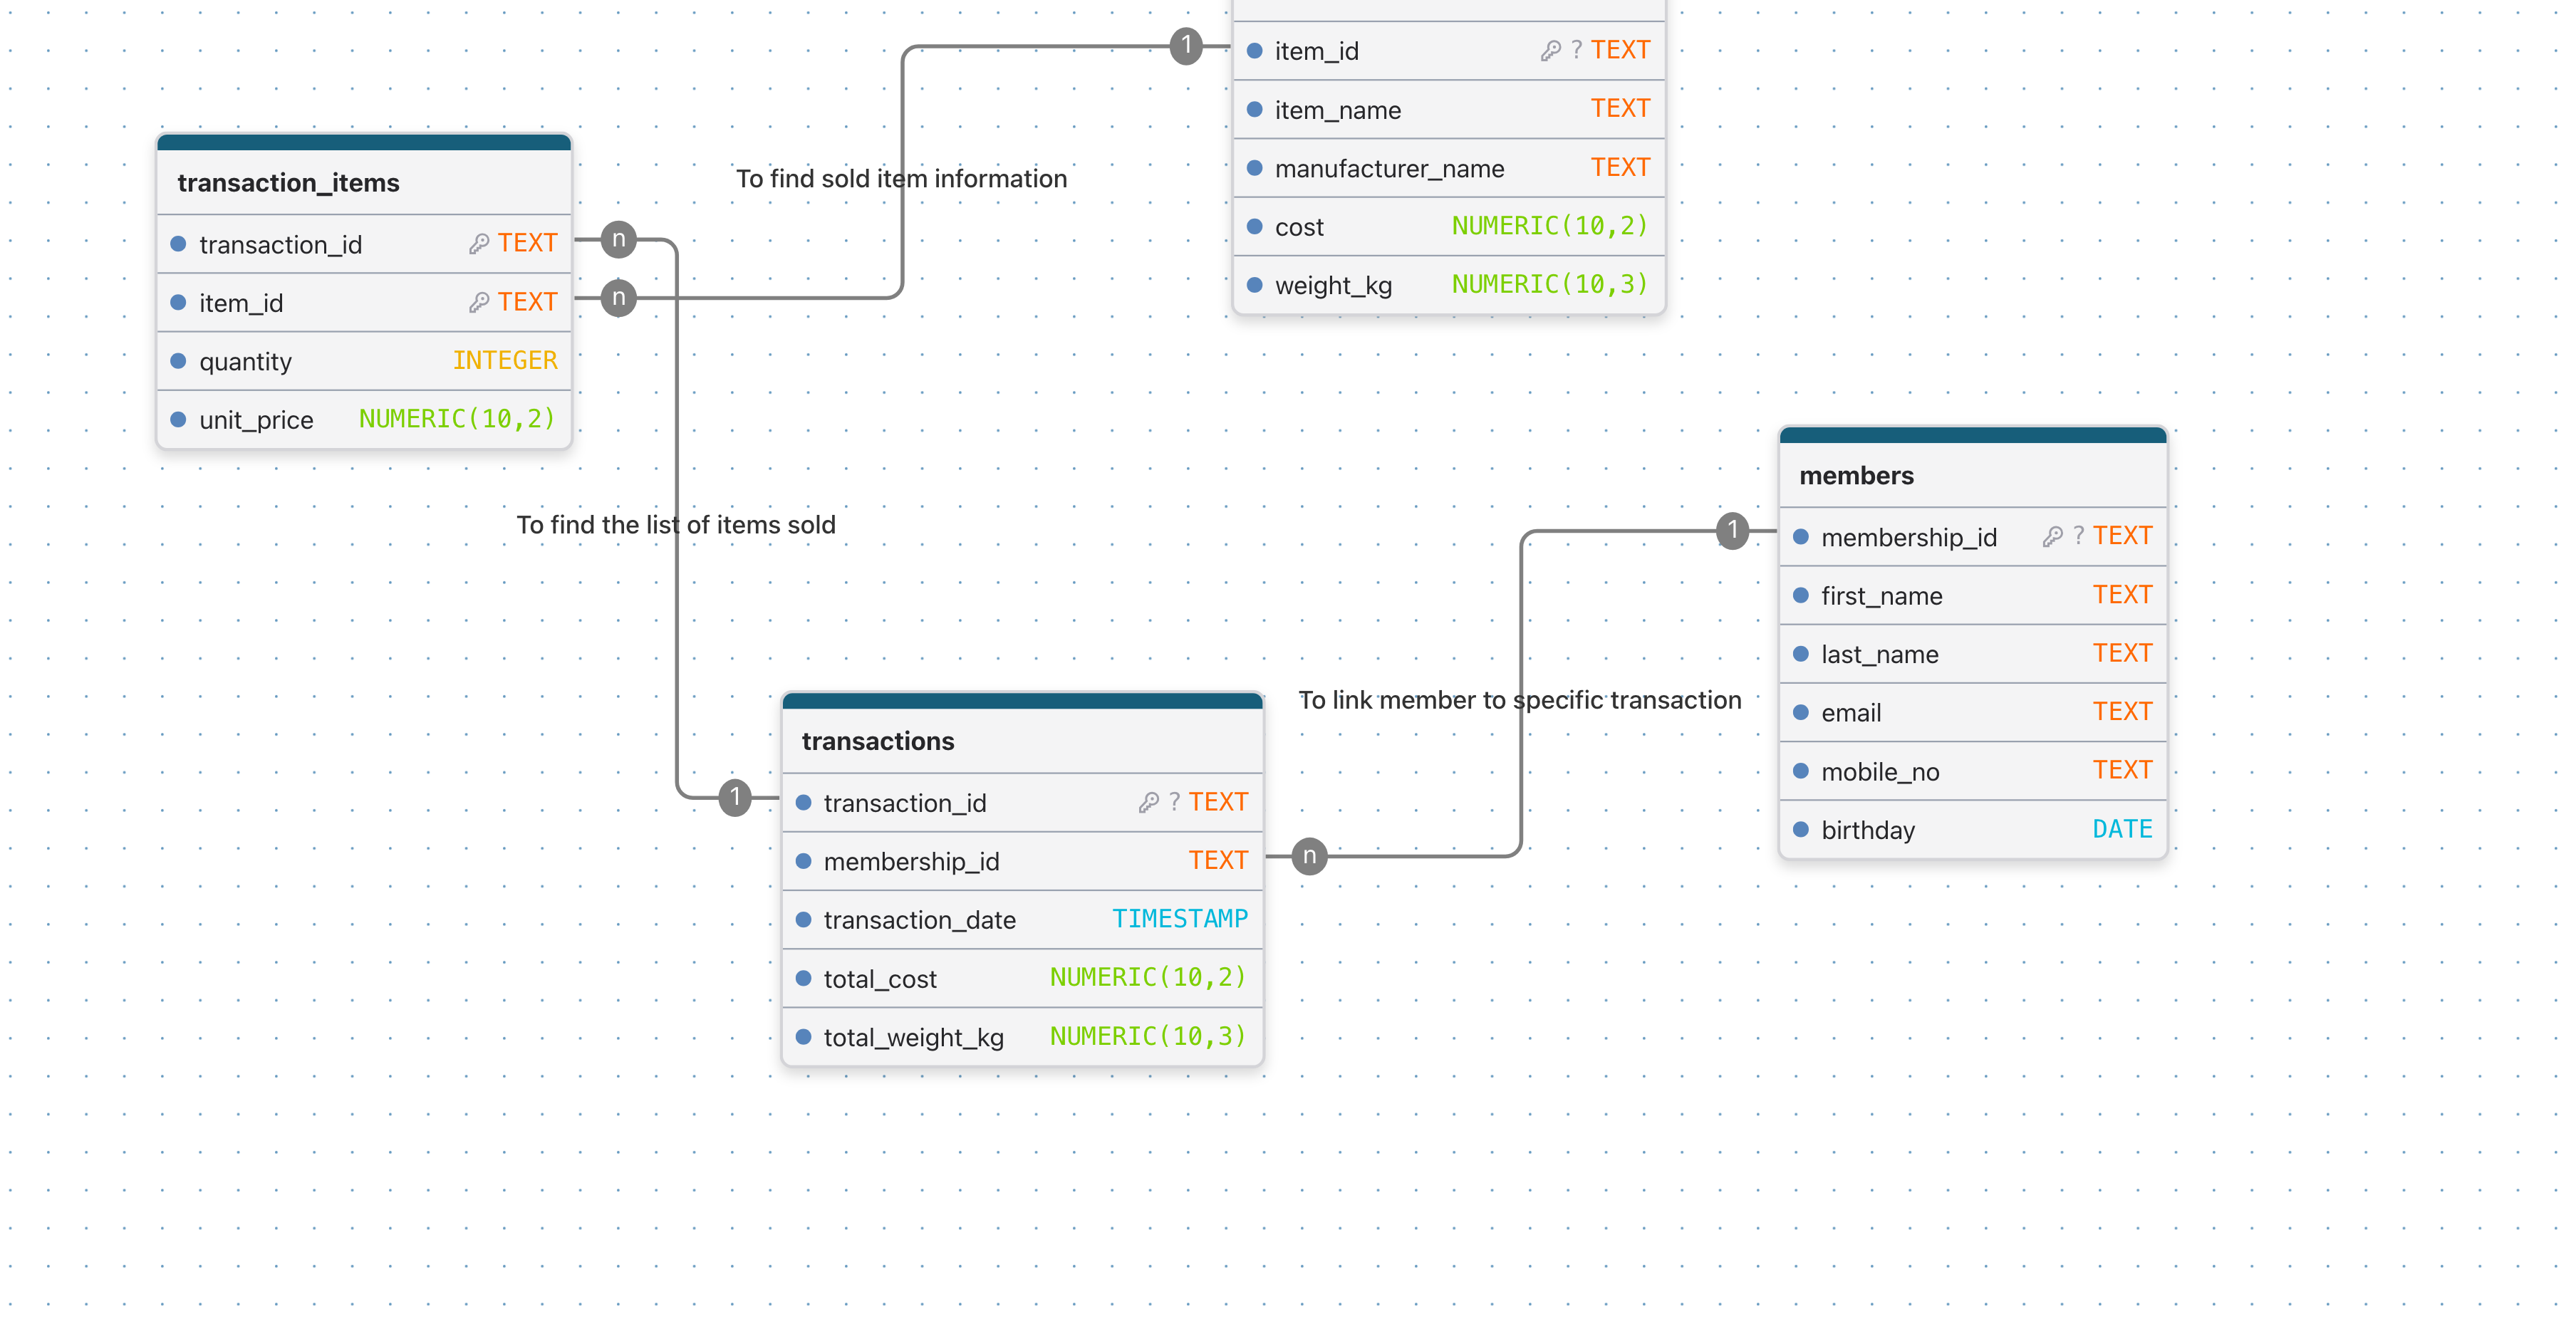 item_id ? TEXT
item_name TEXT
manufacturer_name TEXT
cost NUMERIC(10,2)
weight_kg NUMERIC(10,3)
1
To find sold item information
transaction_items
transaction_id TEXT
item_id TEXT
quantity INTEGER
unit_price NUMERIC(10,2)
n
n
To find the list of items sold
members
membership_id ? TEXT
first_name TEXT
last_name TEXT
email TEXT
mobile_no TEXT
birthday DATE
1
To link member to specific transaction
transactions
transaction_id ? TEXT
membership_id TEXT
transaction_date TIMESTAMP
total_cost NUMERIC(10,2)
total_weight_kg NUMERIC(10,3)
1
n